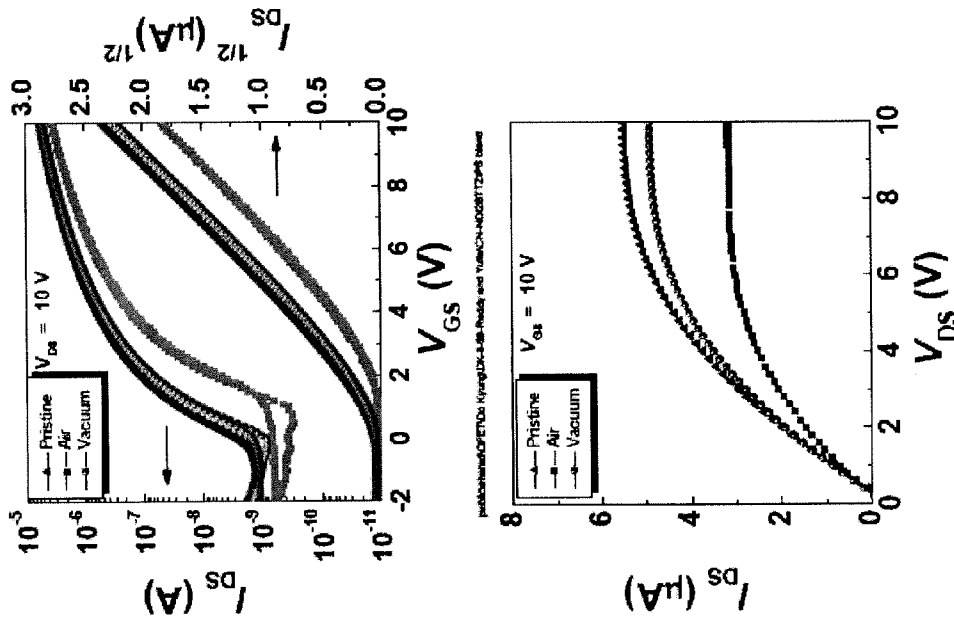 3.0
2.5
2.0
1.5
1.0
0.5
0.0
I_DS^1/2 (µA)^1/2
10^-5
10^-6
10^-7
10^-8
10^-9
10^-10
10^-11
I_DS (A)
V_DS = 10 V
Pristine
Air
Vacuum
-2 0 2 4 6 8 10
V_GS (V)
8
6
4
2
0
I_DS (µA)
V_GS = 10 V
Pristine
Air
Vacuum
0 2 4 6 8 10
V_DS (V)